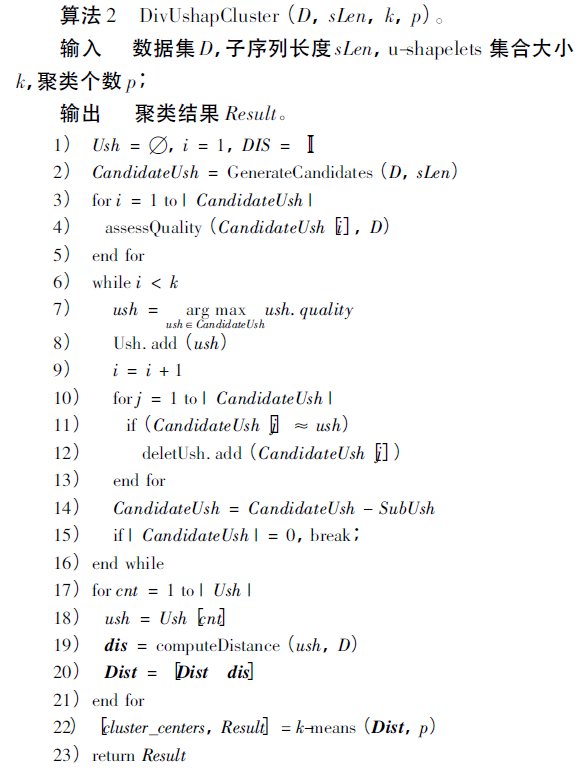 算法2 DivUshapCluster(D, sLen, k, p)。
输入 数据集D,子序列长度sLen, u-shapelets 集合大小
k,聚类个数p;
输出 聚类结果Result。
1) Ush = ∅, i = 1, DIS = []
2) CandidateUsh = GenerateCandidates(D, sLen)
3) for i = 1 to | CandidateUsh |
4) assessQuality(CandidateUsh [i], D)
5) end for
6) while i < k
7) ush = arg max ush. quality
ush∈CandidateUsh
8) Ush. add (ush)
9) i = i + 1
10) for j = 1 to | CandidateUsh |
11) if (CandidateUsh [j] ≈ ush)
12) deletUsh. add (CandidateUsh [j])
13) end for
14) CandidateUsh = CandidateUsh - SubUsh
15) if | CandidateUsh | = 0, break;
16) end while
17) for cnt = 1 to | Ush |
18) ush = Ush [cnt]
19) dis = computeDistance (ush, D)
20) Dist = [Dist dis]
21) end for
22) [cluster_centers, Result] = k-means (Dist, p)
23) return Result